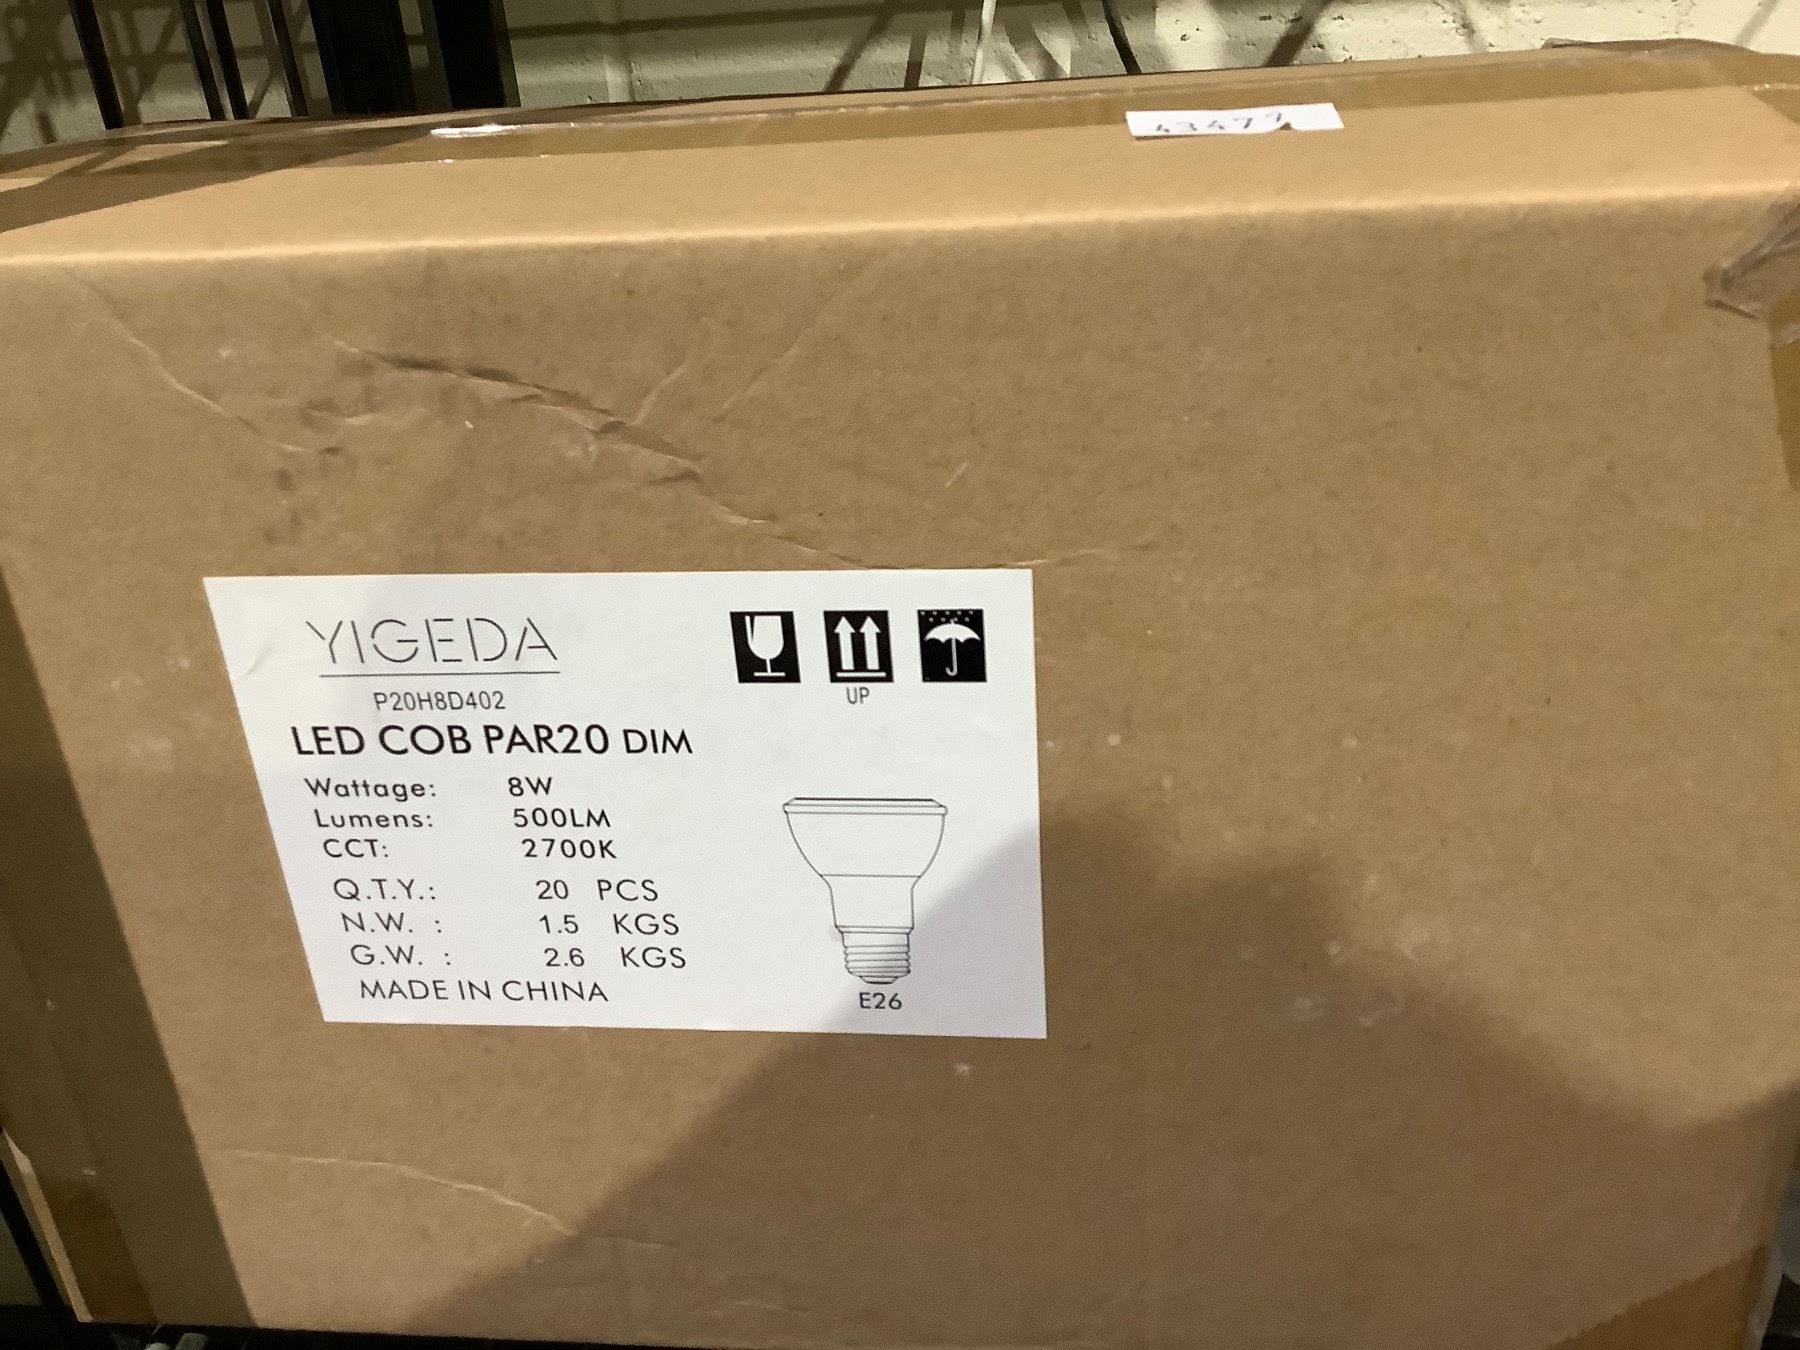 43477
YIGEDA
P20H8D402
UP
LED COB PAR20 DIM
Wattage: 8W
Lumens: 500LM
CCT: 2700K
Q.T.Y.: 20 PCS
N.W. : 1.5 KGS
G.W. : 2.6 KGS
MADE IN CHINA
E26